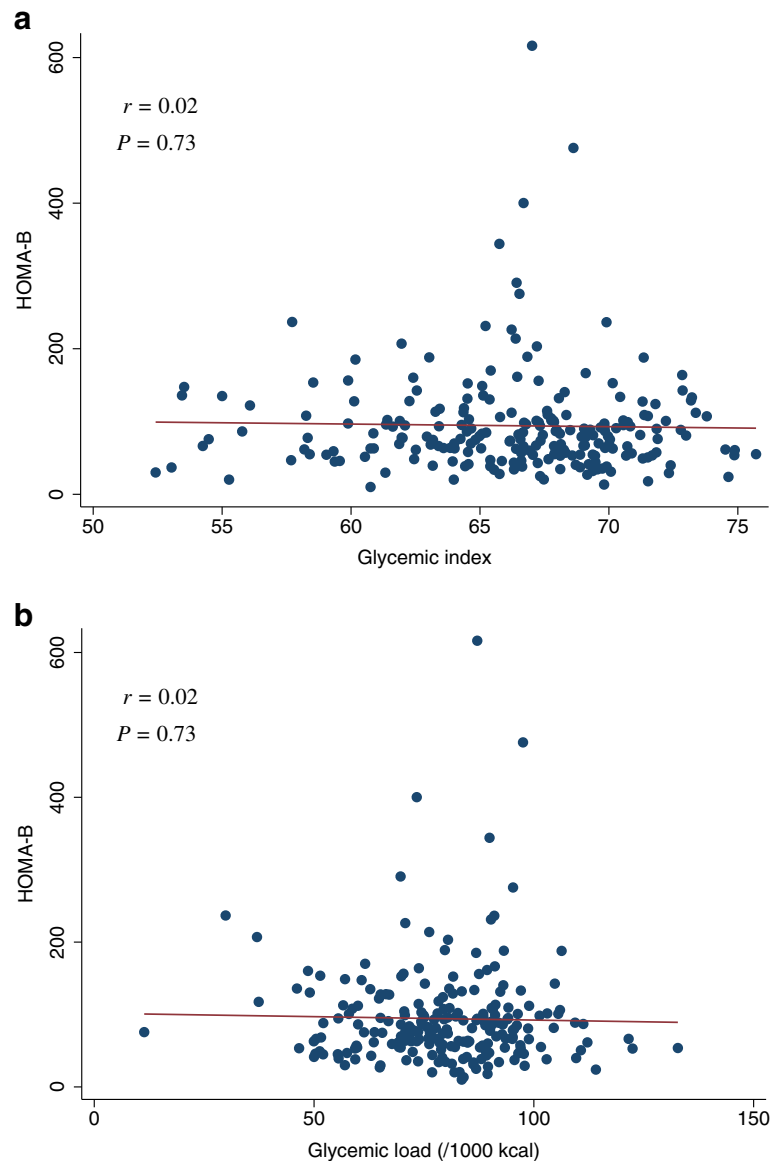 a
600
400
200
0
HOMA-B
r = 0.02
P = 0.73
50 55 60 65 70 75
Glycemic index
b
600
400
200
0
HOMA-B
r = 0.02
P = 0.73
0 50 100 150
Glycemic load (/1000 kcal)